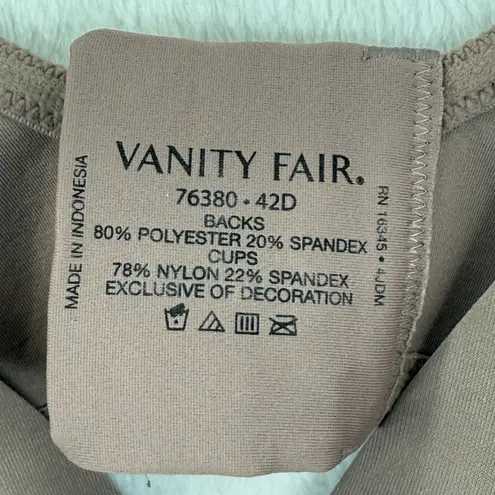 VANITY FAIR.
76380 • 42D
BACKS
80% POLYESTER 20% SPANDEX
CUPS
78% NYLON 22% SPANDEX
EXCLUSIVE OF DECORATION
MADE IN INDONESIA
RN 16345 • 4JDM